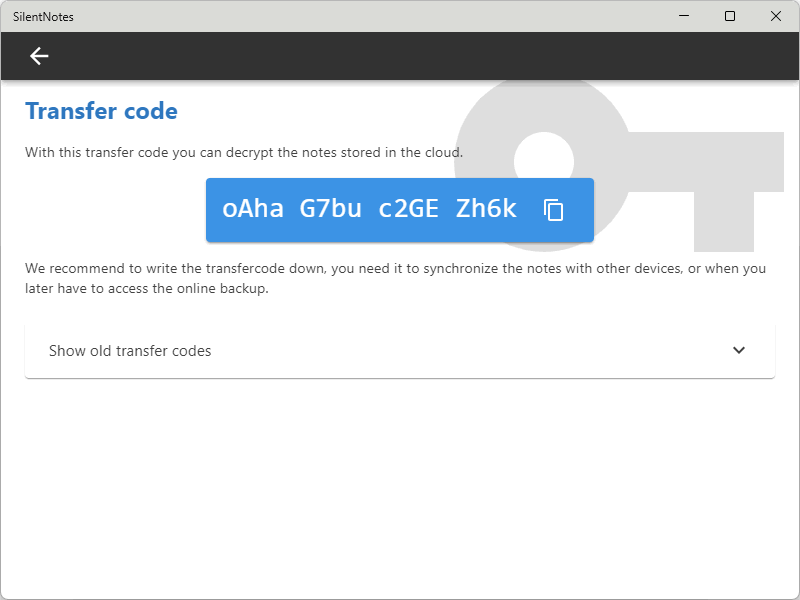 SilentNotes
Transfer code
With this transfer code you can decrypt the notes stored in the cloud.
oAha G7bu c2GE Zh6k
We recommend to write the transfercode down, you need it to synchronize the notes with other devices, or when you
later have to access the online backup.
Show old transfer codes